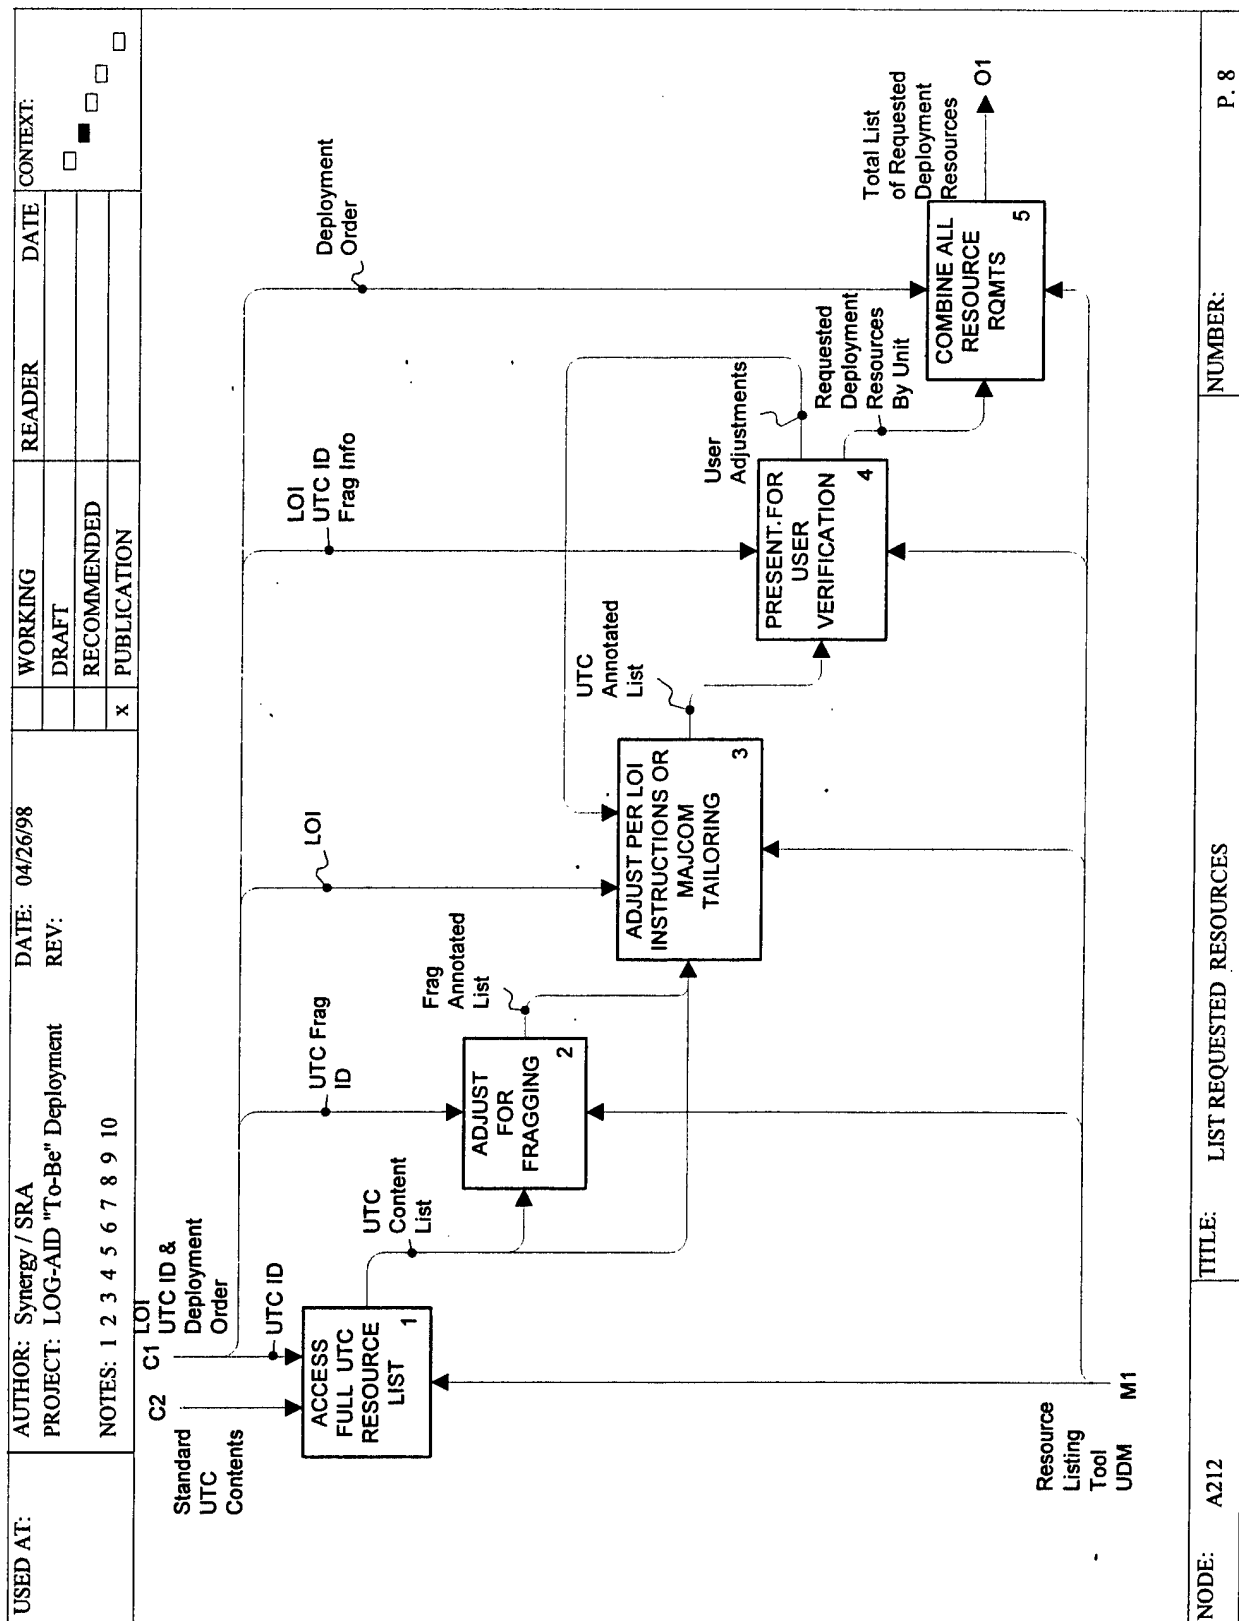 USED AT:
AUTHOR: Synergy / SRA
PROJECT: LOG-AID "To-Be" Deployment
NOTES: 1 2 3 4 5 6 7 8 9 10
DATE: 04/26/98
REV:
WORKING
DRAFT
RECOMMENDED
x PUBLICATION
READER DATE
CONTEXT:
C2
Standard
UTC
Contents
C1
LOI
UTC ID &
Deployment
Order
UTC ID
ACCESS
FULL UTC
RESOURCE
LIST
1
UTC
Content
List
UTC Frag
ID
ADJUST
FOR
FRAGGING
2
Frag
Annotated
List
LOI
ADJUST PER LOI
INSTRUCTIONS OR
MAJCOM
TAILORING
3
UTC
Annotated
List
LOI
UTC ID
Frag Info
PRESENT.FOR
USER
VERIFICATION
4
User
Adjustments
Requested
Deployment
Resources
By Unit
Deployment
Order
COMBINE ALL
RESOURCE
RQMTS
5
Total List
of Requested
Deployment
Resources
O1
Resource
Listing
Tool
UDM
M1
NODE: A212
TITLE: LIST REQUESTED RESOURCES
NUMBER:
P. 8